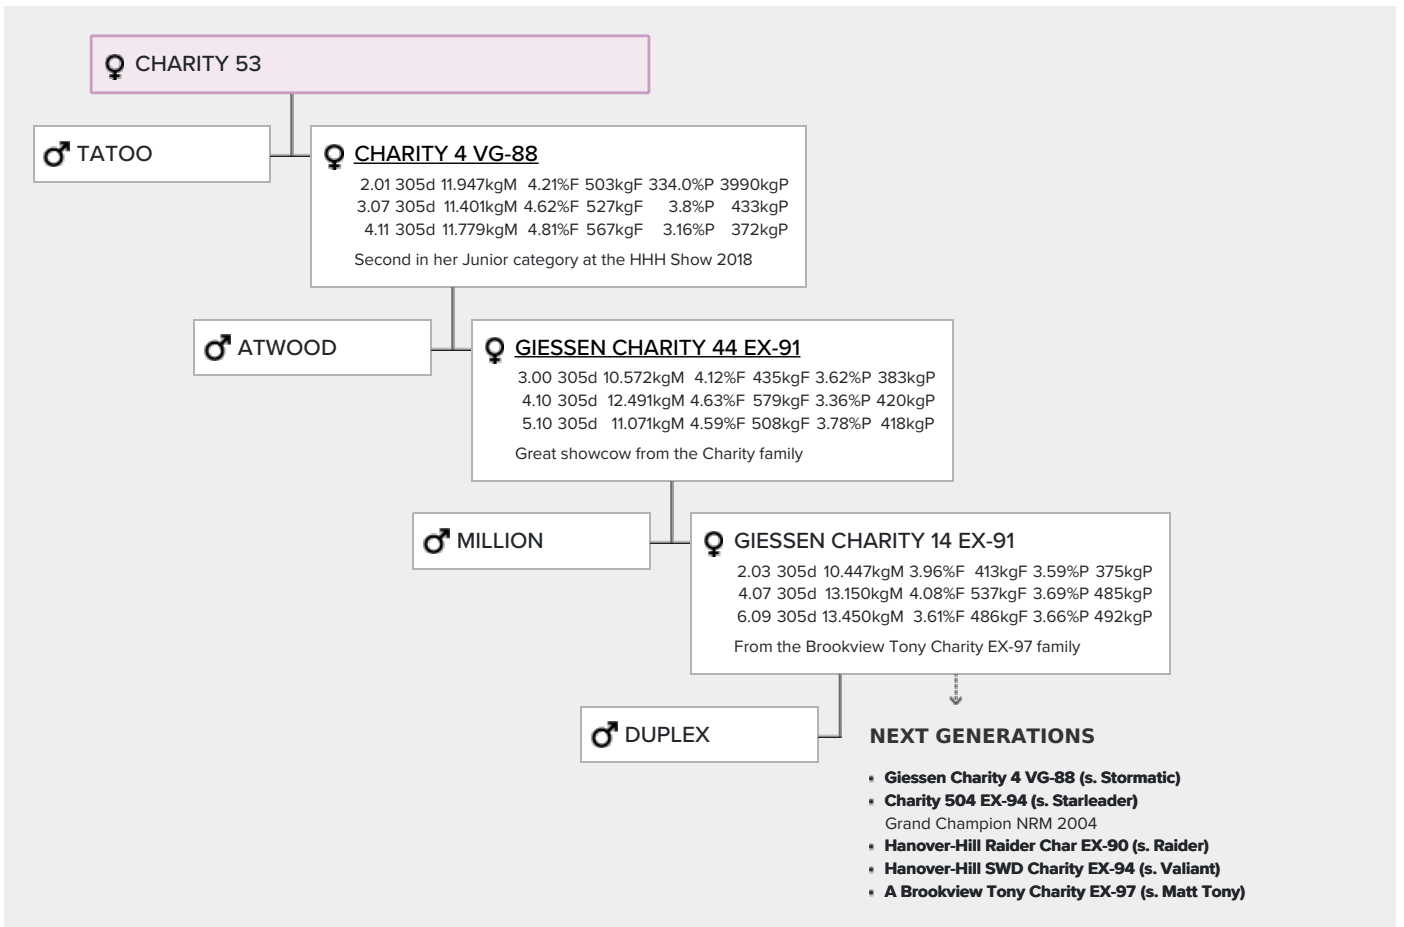 CHARITY 53
TATOO
CHARITY 4 VG-88
2.01 305d 11.947kgM 4.21%F 503kgF 334.0%P 3990kgP
3.07 305d 11.401kgM 4.62%F 527kgF 3.8%P 433kgP
4.11 305d 11.779kgM 4.81%F 567kgF 3.16%P 372kgP
Second in her Junior category at the HHH Show 2018
ATWOOD
GIESSEN CHARITY 44 EX-91
3.00 305d 10.572kgM 4.12%F 435kgF 3.62%P 383kgP
4.10 305d 12.491kgM 4.63%F 579kgF 3.36%P 420kgP
5.10 305d 11.071kgM 4.59%F 508kgF 3.78%P 418kgP
Great showcow from the Charity family
MILLION
GIESSEN CHARITY 14 EX-91
2.03 305d 10.447kgM 3.96%F 413kgF 3.59%P 375kgP
4.07 305d 13.150kgM 4.08%F 537kgF 3.69%P 485kgP
6.09 305d 13.450kgM 3.61%F 486kgF 3.66%P 492kgP
From the Brookview Tony Charity EX-97 family
DUPLEX
NEXT GENERATIONS
Giessen Charity 4 VG-88 (s. Stormatic)
Charity 504 EX-94 (s. Starleader)
Grand Champion NRM 2004
Hanover-Hill Raider Char EX-90 (s. Raider)
Hanover-Hill SWD Charity EX-94 (s. Valiant)
A Brookview Tony Charity EX-97 (s. Matt Tony)